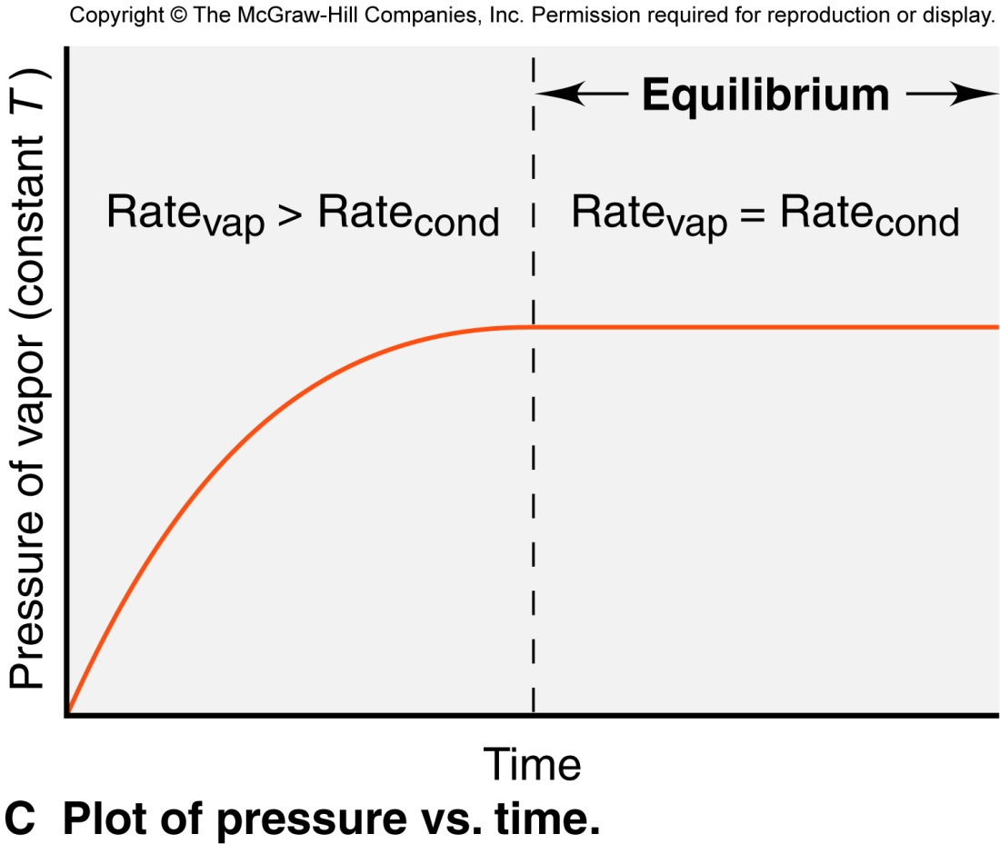 Copyright © The McGraw-Hill Companies, Inc. Permission required for reproduction or display.
Pressure of vapor (constant T )
Equilibrium
Ratevap > Ratecond
Ratevap = Ratecond
Time
C Plot of pressure vs. time.